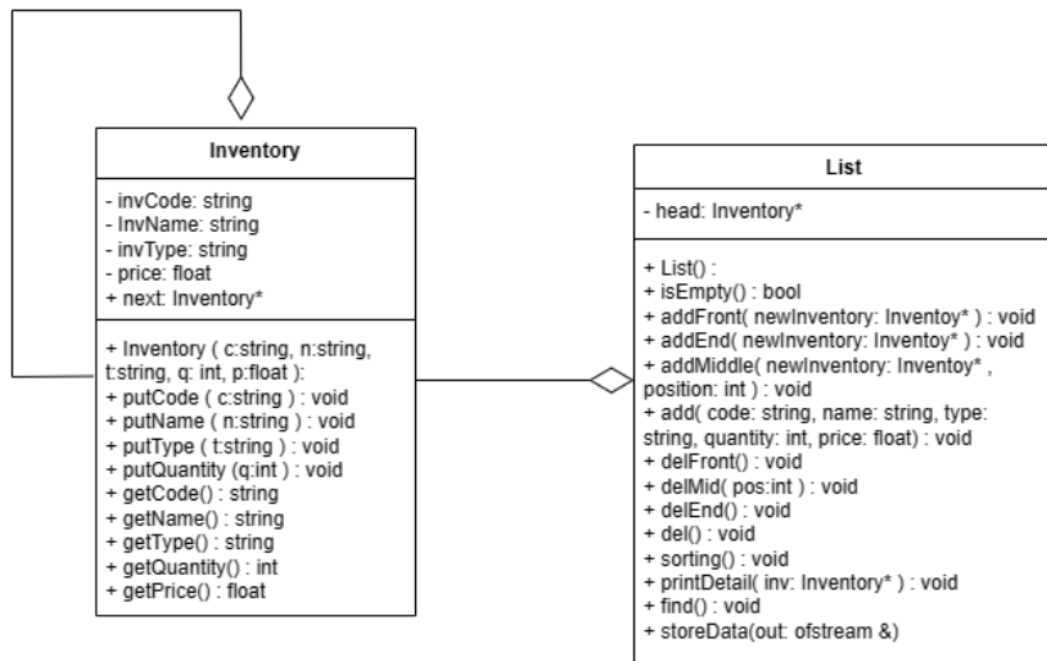 Inventory
- invCode: string
- InvName: string
- invType: string
- price: float
+ next: Inventory*
+ Inventory ( c:string, n:string,
t:string, q: int, p:float ):
+ putCode ( c:string ) : void
+ putName ( n:string ) : void
+ putType ( t:string ) : void
+ putQuantity (q:int ) : void
+ getCode() : string
+ getName() : string
+ getType() : string
+ getQuantity() : int
+ getPrice() : float
List
- head: Inventory*
+ List() :
+ isEmpty() : bool
+ addFront( newInventory: Inventoy* ) : void
+ addEnd( newInventory: Inventoy* ) : void
+ addMiddle( newInventory: Inventoy* ,
position: int ) : void
+ add( code: string, name: string, type:
string, quantity: int, price: float) : void
+ delFront() : void
+ delMid( pos:int ) : void
+ delEnd() : void
+ del() : void
+ sorting() : void
+ printDetail( inv: Inventory* ) : void
+ find() : void
+ storeData(out: ofstream &)